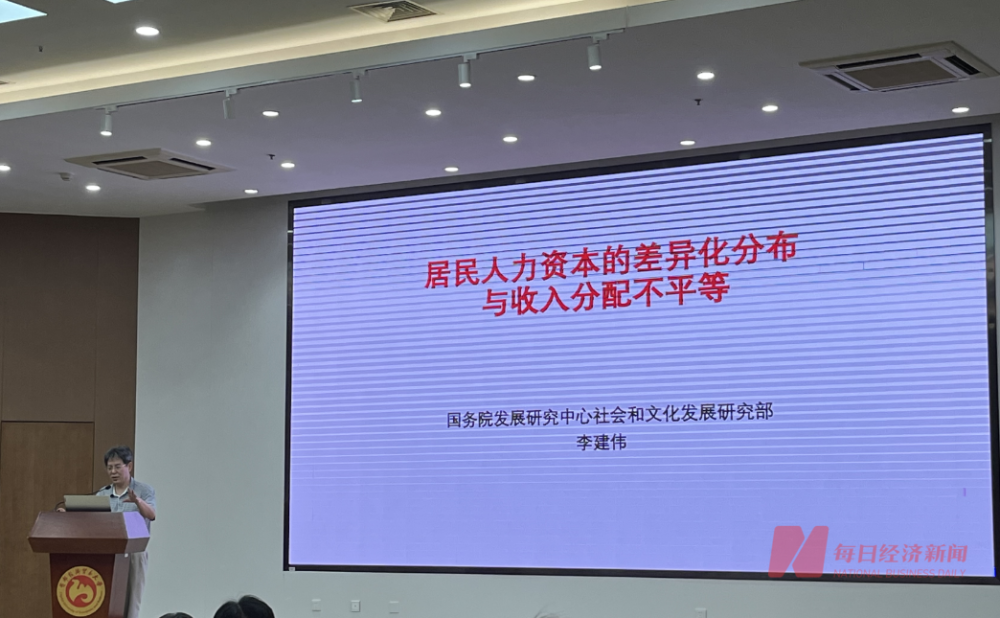 居民人力资本的差异化分布
与收入分配不平等
国务院发展研究中心社会和文化发展研究部
李建伟
每日经济新闻
NATIONAL BUSINESS DAILY